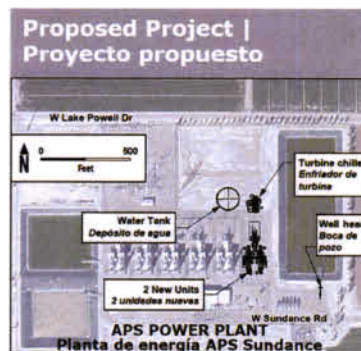 Proposed Project |
Proyecto propuesto
W Lake Powell Dr
N
0 600
Feet
Turbine chille
Enfriador de
turbina
Water Tank
Depósito de agua
Well hea
Boca de
pozo
2 New Units
2 unidades nuevas
W Sundance Rd
APS POWER PLANT
Planta de energía APS Sundance